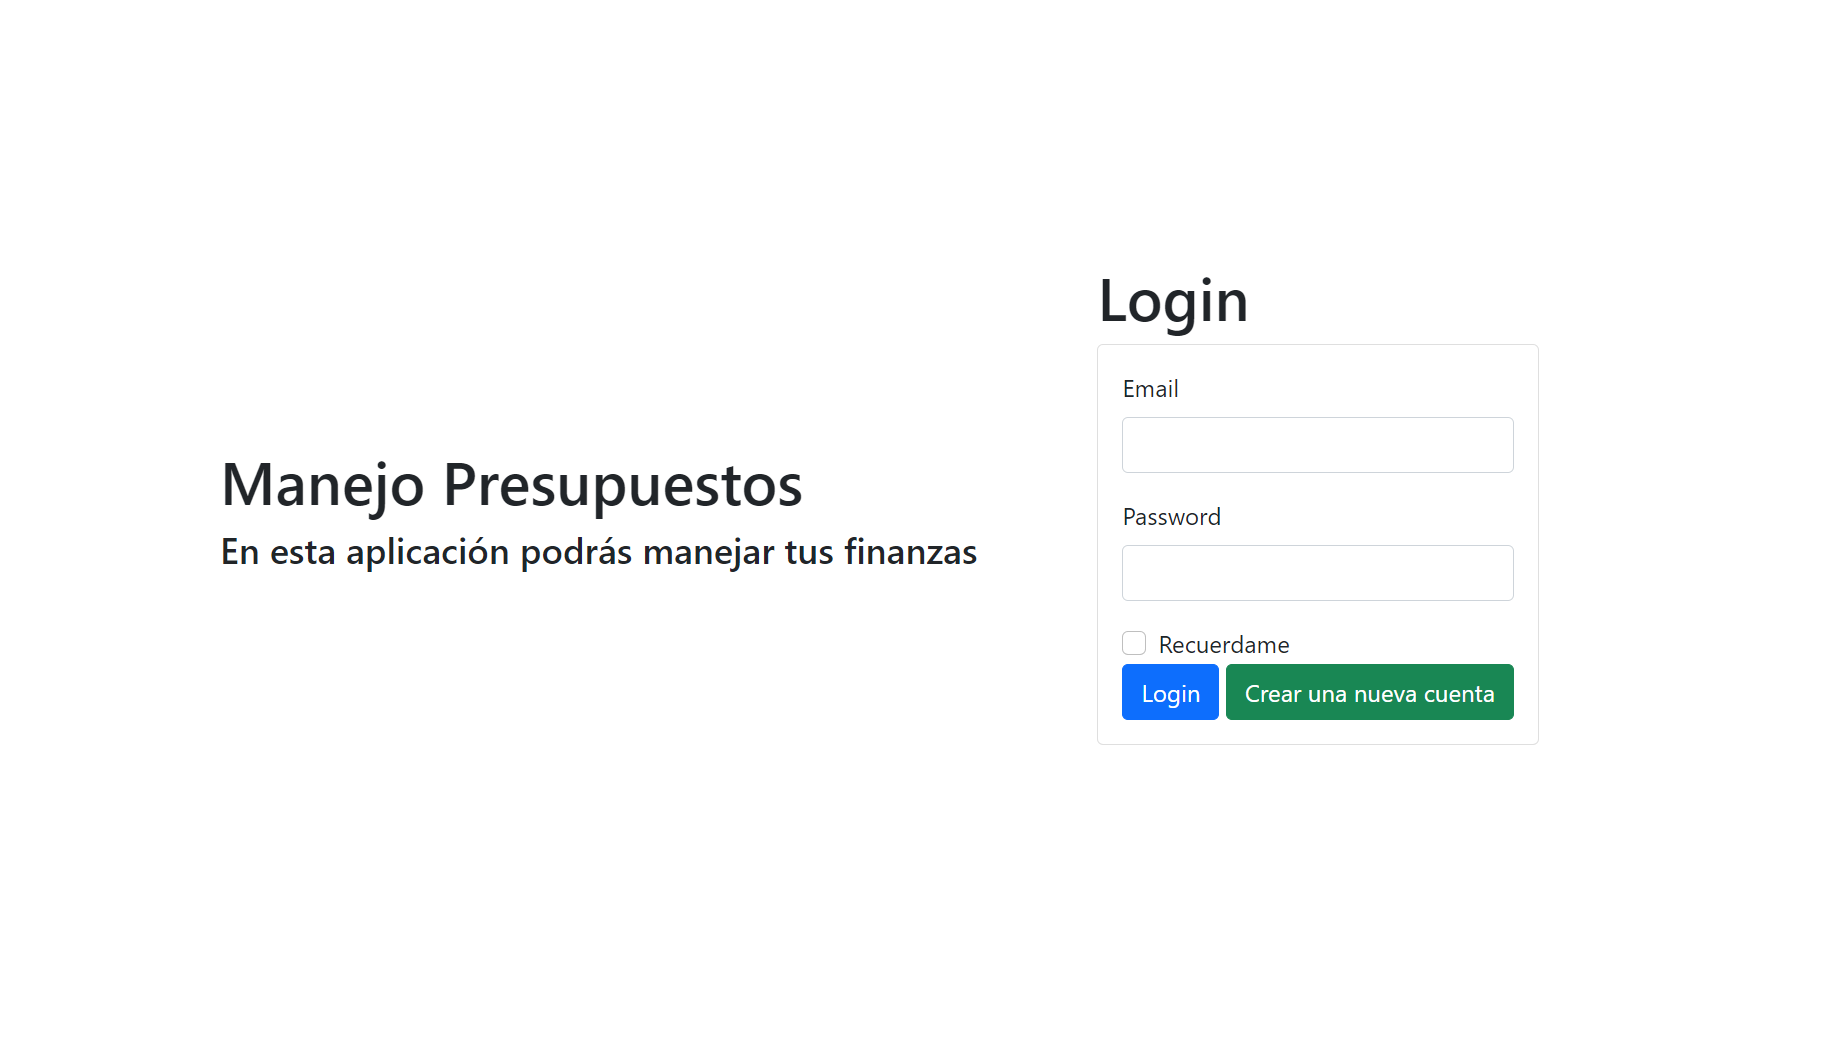 Manejo Presupuestos
En esta aplicación podrás manejar tus finanzas
Login
Email
Password
Recuerdame
Login
Crear una nueva cuenta